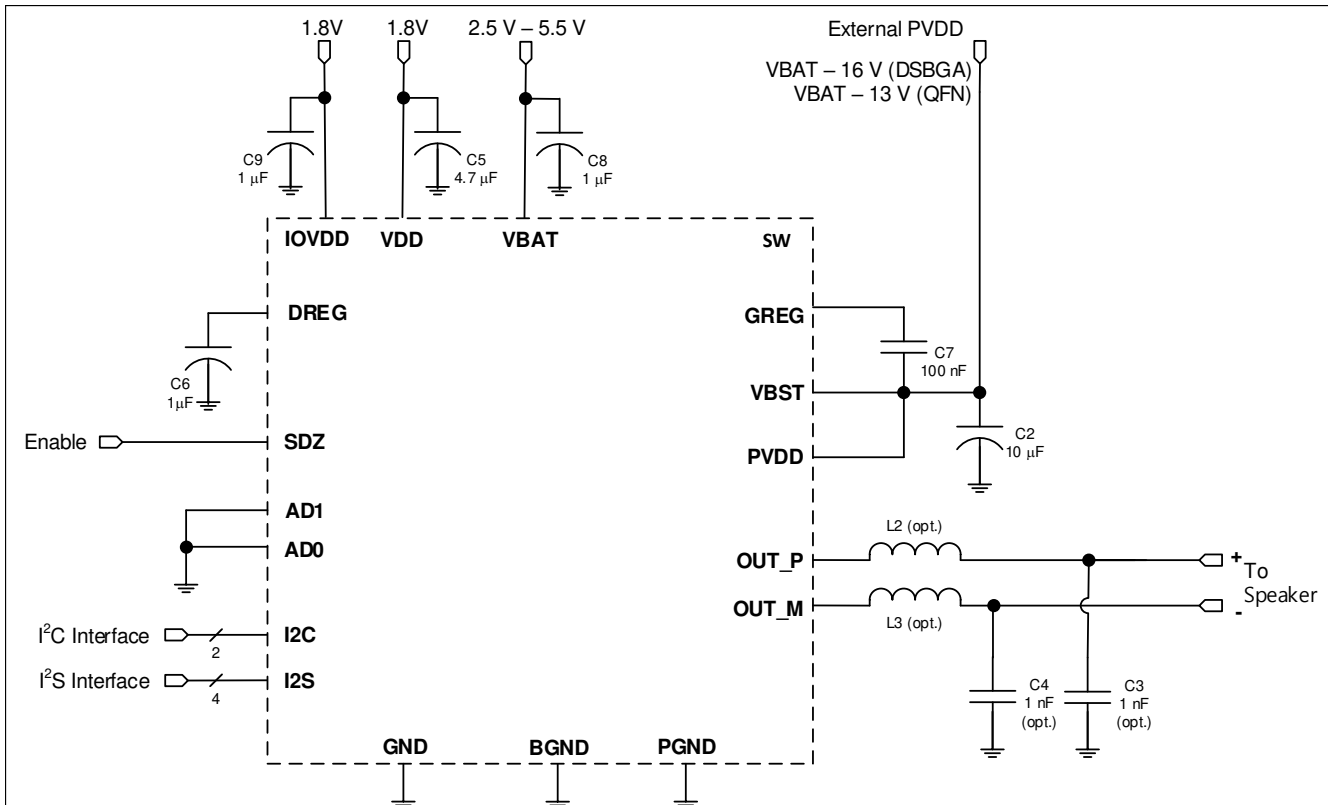 1.8V
1.8V
2.5 V – 5.5 V
External PVDD
VBAT – 16 V (DSBGA)
VBAT – 13 V (QFN)
C9
1 μF
C5
4.7 μF
C8
1 μF
IOVDD
VDD
VBAT
SW
DREG
GREG
C6
1μF
C7
100 nF
VBST
C2
10 μF
Enable
SDZ
PVDD
AD1
AD0
L2 (opt.)
OUT_P
+
To
Speaker
-
OUT_M
L3 (opt.)
I²C Interface
2
I2C
I²S Interface
4
I2S
C4
1 nF
(opt.)
C3
1 nF
(opt.)
GND
BGND
PGND